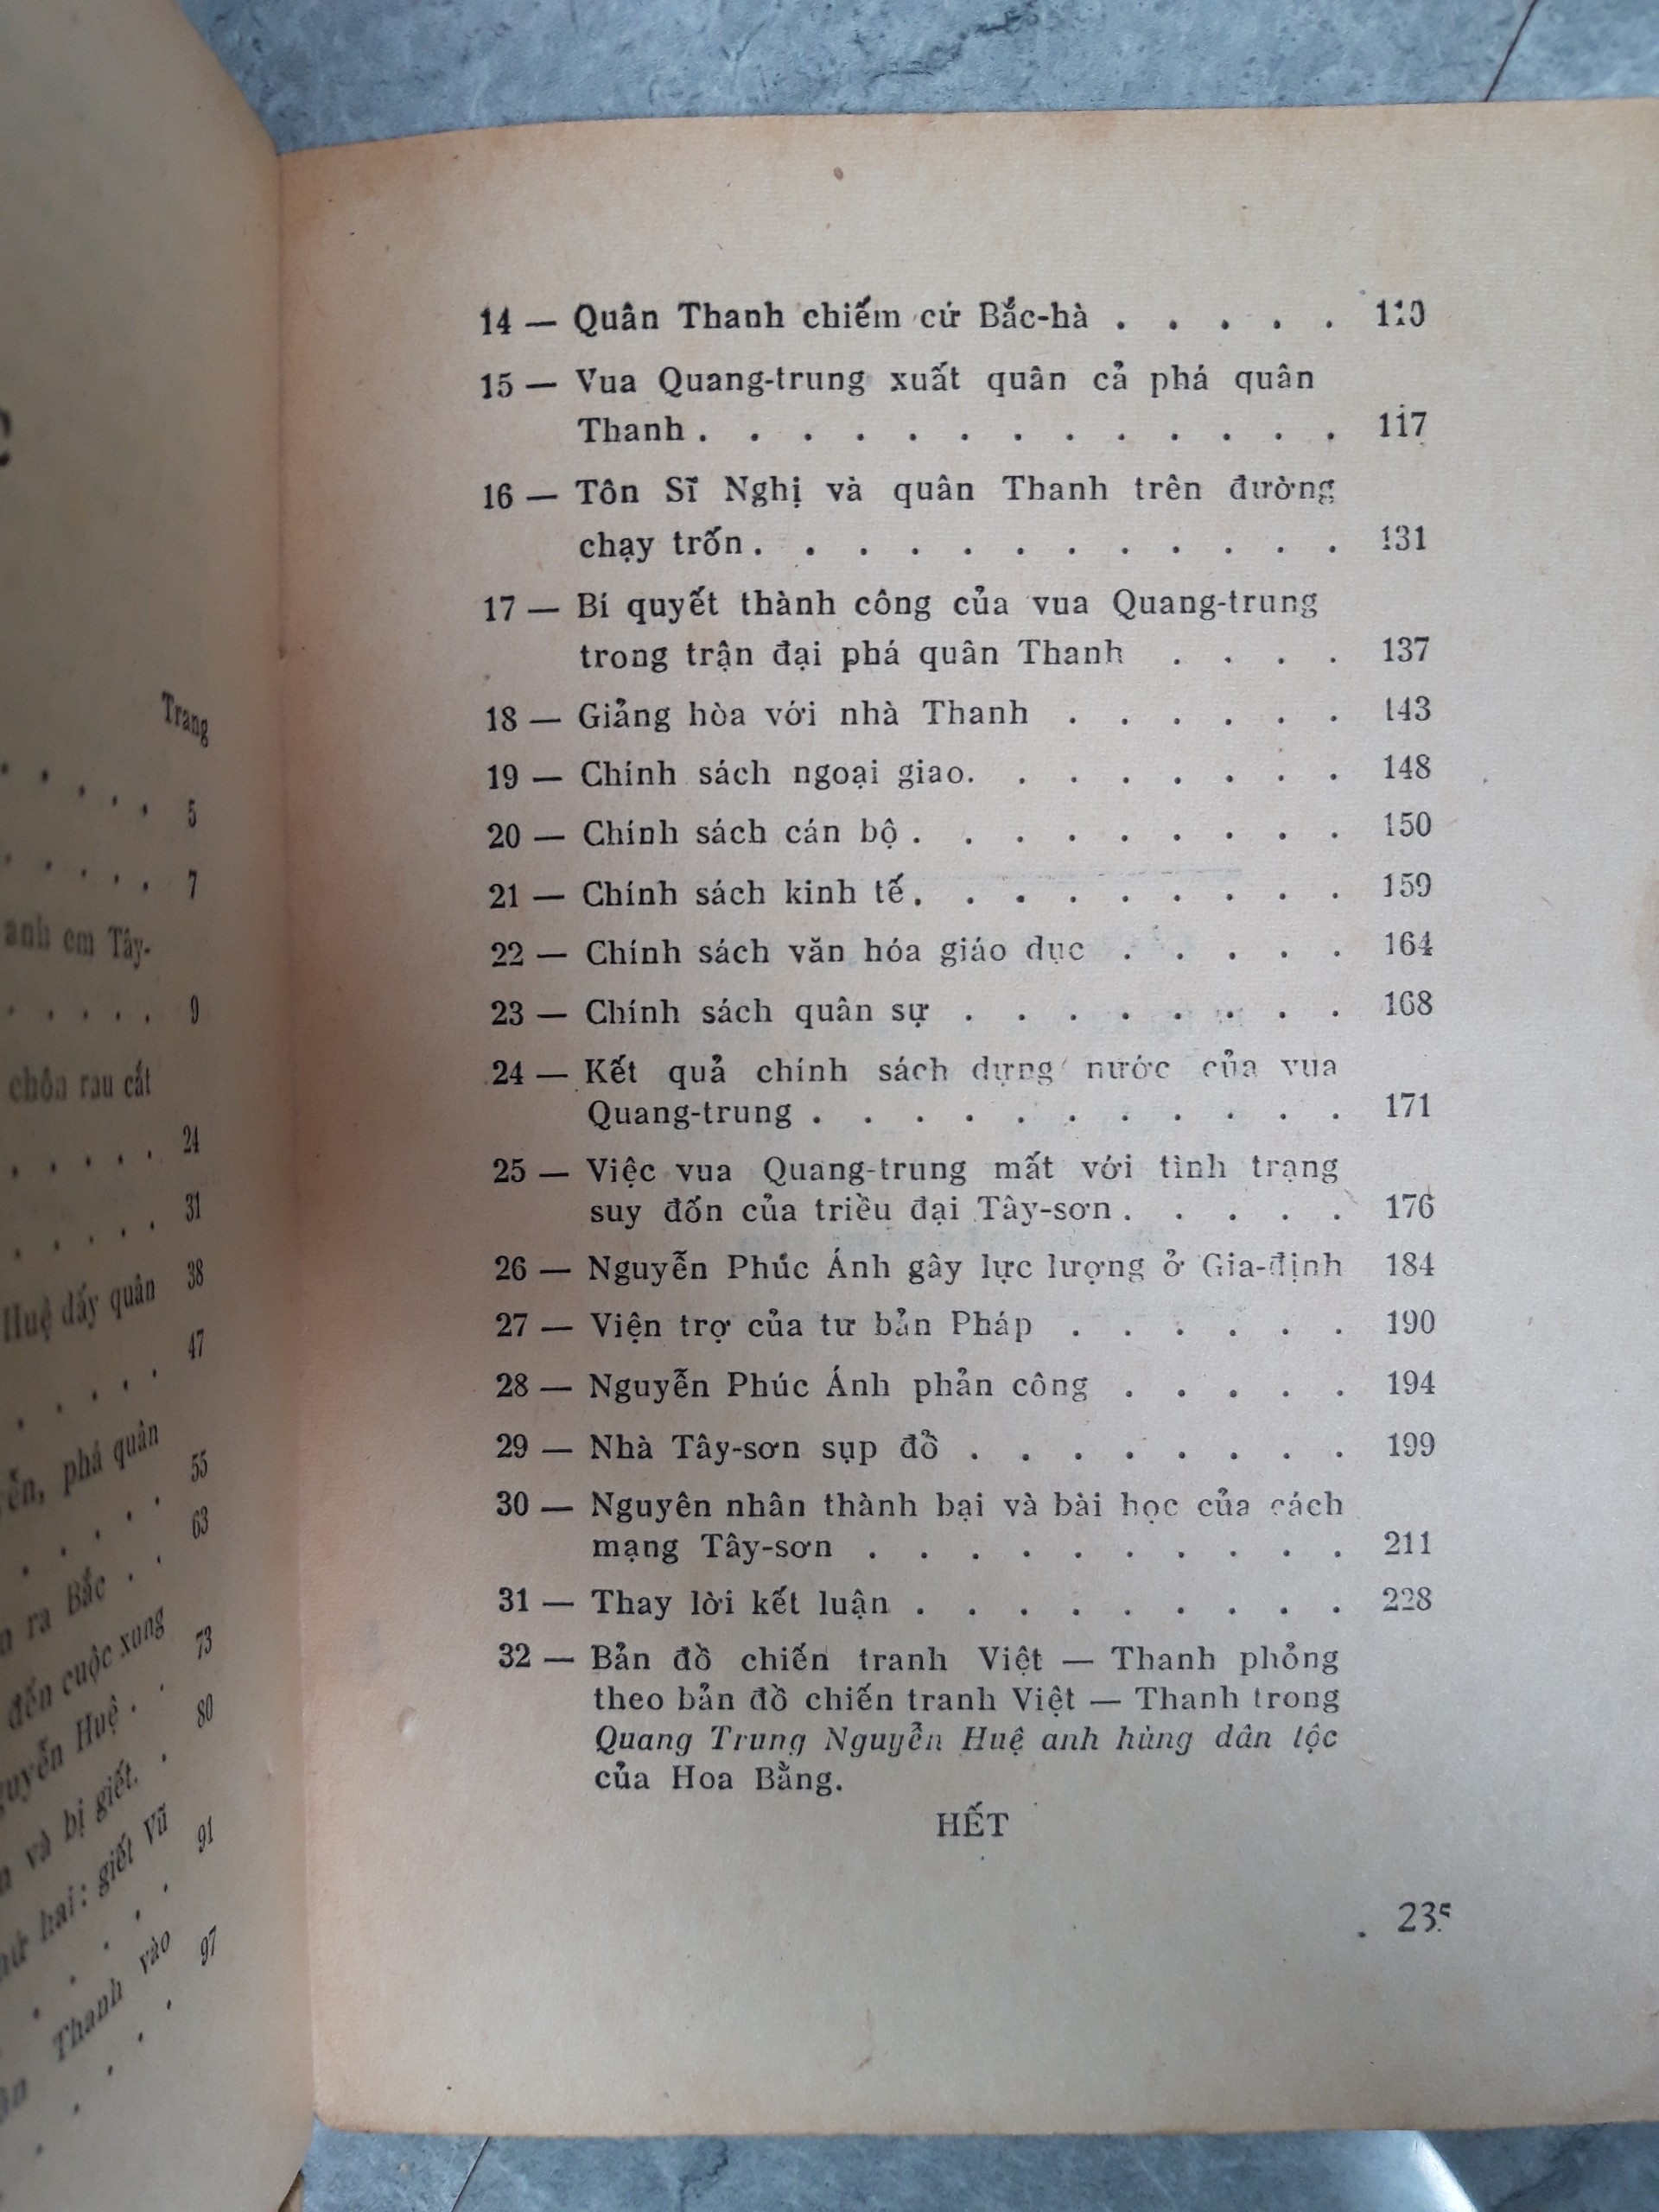 Trang
5
7
anh em Tây-
9
rau cắt
24
31
38
Huệ dấy quân
47
phá quân
55
63
ra Bắc
đến cuộc xung
73
Nguyễn Huệ
80
và bị giết.
hai : giết Vũ
91
Thanh vào
97
14 — Quân Thanh chiếm cứ Bắc-hà . . . . . 110
15 — Vua Quang-trung xuất quân cả phá quân
Thanh . . . . . . . . . . . . . 117
16 — Tôn Sĩ Nghị và quân Thanh trên đường
chạy trốn . . . . . . . . . . . . 131
17 — Bí quyết thành công của vua Quang-trung
trong trận đại phá quân Thanh . . . . 137
18 — Giảng hòa với nhà Thanh . . . . . . 143
19 — Chính sách ngoại giao. . . . . . . . 148
20 — Chính sách cán bộ . . . . . . . . . 150
21 — Chính sách kinh tế . . . . . . . . . 159
22 — Chính sách văn hóa giáo dục . . . . . 164
23 — Chính sách quân sự . . . . . . . . 168
24 — Kết quả chính sách dựng nước của vua
Quang-trung . . . . . . . . . . . 171
25 — Việc vua Quang-trung mất với tình trạng
suy đốn của triều đại Tây-sơn . . . . . 176
26 — Nguyễn Phúc Ánh gây lực lượng ở Gia-định 184
27 — Viện trợ của tư bản Pháp . . . . . . 190
28 — Nguyễn Phúc Ánh phản công . . . . . 194
29 — Nhà Tây-sơn sụp đổ . . . . . . . . 199
30 — Nguyên nhân thành bại và bài học của cách
mạng Tây-sơn . . . . . . . . . . 211
31 — Thay lời kết luận . . . . . . . . . 228
32 — Bản đồ chiến tranh Việt — Thanh phỏng
theo bản đồ chiến tranh Việt — Thanh trong
Quang Trung Nguyễn Huệ anh hùng dân tộc
của Hoa Bằng.
HẾT
235